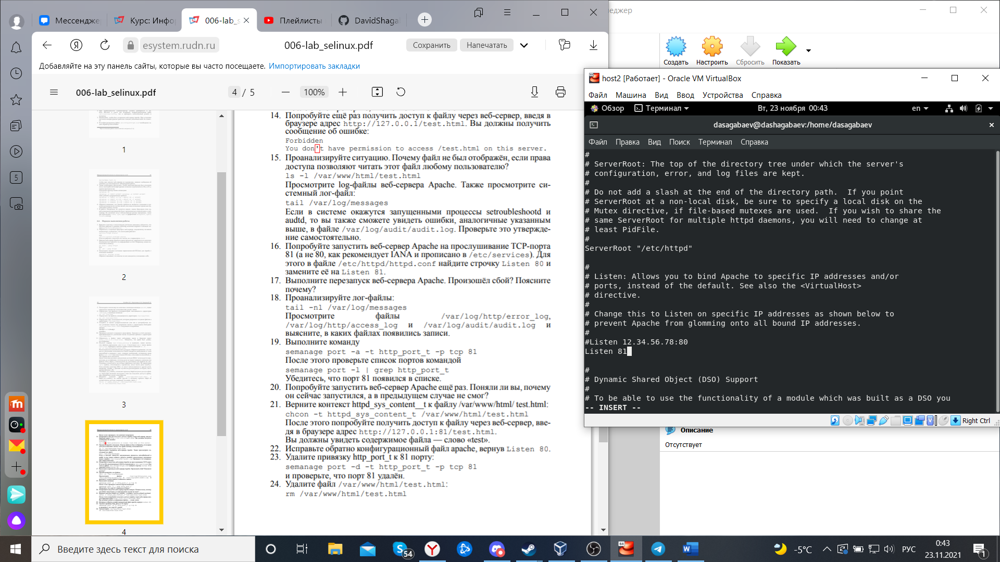 Мессендже
Курс: Инфор
006-lab_s
Плейлисты
DavidShaga
esystem.rudn.ru
006-lab_selinux.pdf
Сохранить
Напечатать
Добавляйте на эту панель сайты, которые вы часто посещаете. Импортировать закладки
006-lab_selinux.pdf
4 / 5
100%
1
2
3
4
5
14. Попробуйте ещё раз получить доступ к файлу через веб-сервер, введя в
браузере адрес http://127.0.0.1/test.html. Вы должны получить
сообщение об ошибке:
Forbidden
You don't have permission to access /test.html on this server.
15. Проанализируйте ситуацию. Почему файл не был отображён, если права
доступа позволяют читать этот файл любому пользователю?
ls -l /var/www/html/test.html
Просмотрите log-файлы веб-сервера Apache. Также просмотрите си-
стемный лог-файл:
tail /var/log/messages
Если в системе окажутся запущенными процессы setroubleshootd и
audtd, то вы также сможете увидеть ошибки, аналогичные указанным
выше, в файле /var/log/audit/audit.log. Проверьте это утвержде-
ние самостоятельно.
16. Попробуйте запустить веб-сервер Apache на прослушивание TCP-порта
81 (а не 80, как рекомендует IANA и прописано в /etc/services). Для
этого в файле /etc/httpd/httpd.conf найдите строчку Listen 80 и
замените её на Listen 81.
17. Выполните перезапуск веб-сервера Apache. Произошёл сбой? Поясните
почему?
18. Проанализируйте лог-файлы:
tail -nl /var/log/messages
Просмотрите файлы /var/log/http/error_log,
/var/log/http/access_log и /var/log/audit/audit.log и
выясните, в каких файлах появились записи.
19. Выполните команду
semanage port -a -t http_port_t -p tcp 81
После этого проверьте список портов командой
semanage port -l | grep http_port_t
Убедитесь, что порт 81 появился в списке.
20. Попробуйте запустить веб-сервер Apache ещё раз. Поняли ли вы, почему
он сейчас запустился, а в предыдущем случае не смог?
21. Верните контекст httpd_sys_content__t к файлу /var/www/html/ test.html:
chcon -t httpd_sys_content_t /var/www/html/test.html
После этого попробуйте получить доступ к файлу через веб-сервер, вве-
дя в браузере адрес http://127.0.0.1:81/test.html.
Вы должны увидеть содержимое файла — слово «test».
22. Исправьте обратно конфигурационный файл apache, вернув Listen 80.
23. Удалите привязку http_port_t к 81 порту:
semanage port -d -t http_port_t -p tcp 81
и проверьте, что порт 81 удалён.
24. Удалите файл /var/www/html/test.html:
rm /var/www/html/test.html
еджер
Создать
Настроить
Сбросить
Показать
host2 [Работает] - Oracle VM VirtualBox
Файл Машина Вид Ввод Устройства Справка
Обзор
Терминал
Вт, 23 ноября 00:43
en
dasagabaev@dashagabaev:/home/dasagabaev
Файл Правка Вид Поиск Терминал Справка
#
# ServerRoot: The top of the directory tree under which the server's
# configuration, error, and log files are kept.
#
# Do not add a slash at the end of the directory path.  If you point
# ServerRoot at a non-local disk, be sure to specify a local disk on the
# Mutex directive, if file-based mutexes are used.  If you wish to share the
# same ServerRoot for multiple httpd daemons, you will need to change at
# least PidFile.
#
ServerRoot "/etc/httpd"
#
# Listen: Allows you to bind Apache to specific IP addresses and/or
# ports, instead of the default. See also the <VirtualHost>
# directive.
#
# Change this to Listen on specific IP addresses as shown below to
# prevent Apache from glomming onto all bound IP addresses.
#
#Listen 12.34.56.78:80
Listen 81
#
# Dynamic Shared Object (DSO) Support
#
# To be able to use the functionality of a module which was built as a DSO you
-- INSERT --
Right Ctrl
Описание
Отсутствует
Введите здесь текст для поиска
54
64
-5°C
РУС
0:43
23.11.2021
1